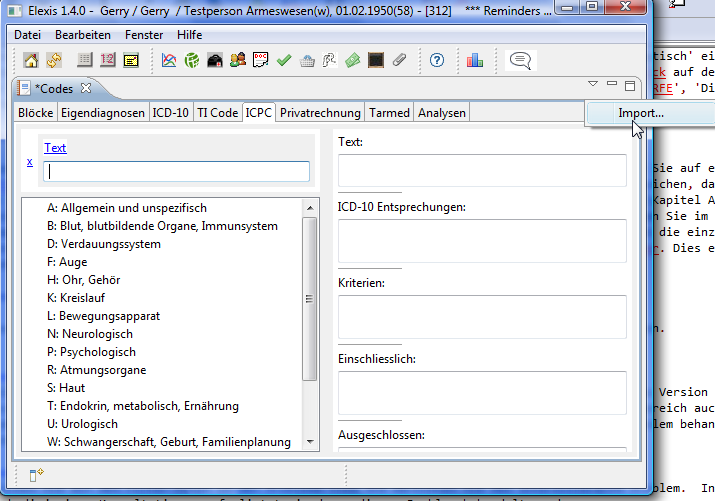 Elexis 1.4.0 - Gerry / Gerry / Testperson Armeswesen(w), 01.02.1950(58) - [312] *** Reminders ...
Datei Bearbeiten Fenster Hilfe
*Codes
Blöcke Eigendiagnosen ICD-10 TI Code ICPC Privatrechnung Tarmed Analysen
Import...
x Text
A: Allgemein und unspezifisch
B: Blut, blutbildende Organe, Immunsystem
D: Verdauungssystem
F: Auge
H: Ohr, Gehör
K: Kreislauf
L: Bewegungsapparat
N: Neurologisch
P: Psychologisch
R: Atmungsorgane
S: Haut
T: Endokrin, metabolisch, Ernährung
U: Urologisch
W: Schwangerschaft, Geburt, Familienplanung
Text:
ICD-10 Entsprechungen:
Kriterien:
Einschliesslich:
Ausgeschlossen:
tisch' ei
ck auf de
RFE', 'Di
Sie auf e
ichen, da
Kapitel A
n Sie im
die einz
r. Dies e
n.
Version
reich auc
lem behan
blem. In